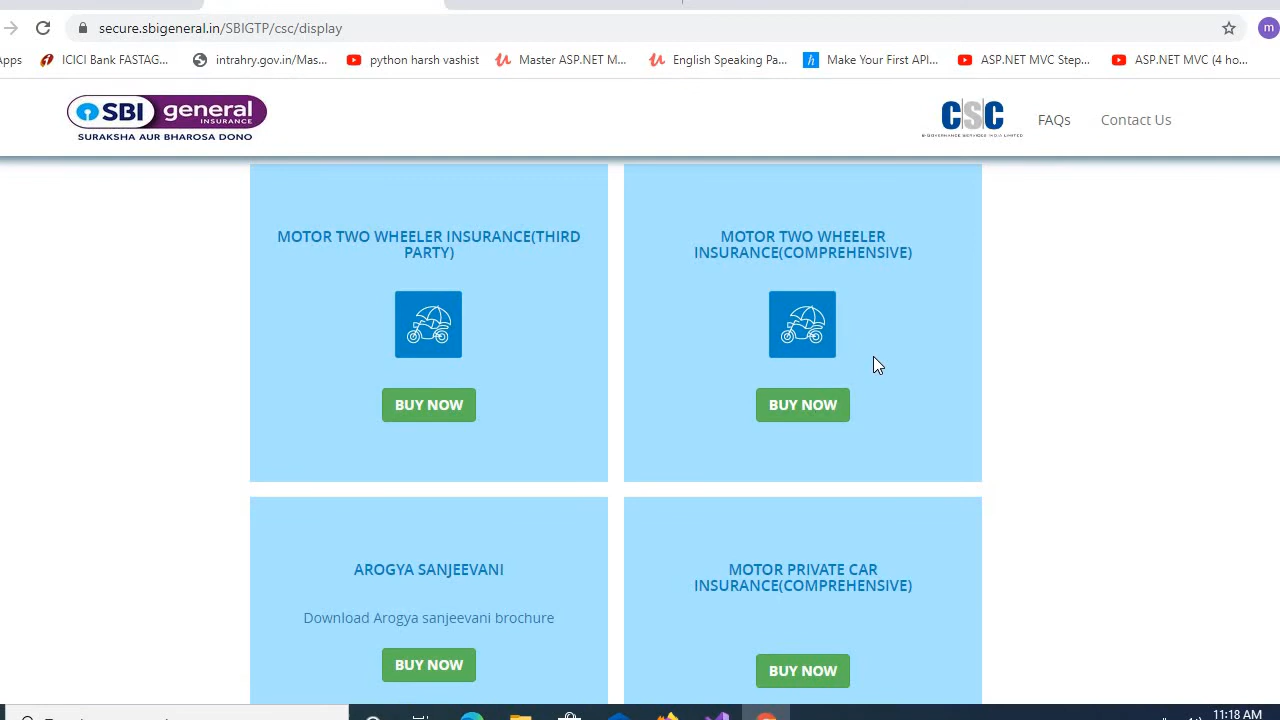 secure.sbigeneral.in/SBIGTP/csc/display
m
Apps ICICI Bank FASTAG... intrahry.gov.in/Mas... python harsh vashist Master ASP.NET M... English Speaking Pa... h Make Your First API... ASP.NET MVC Step... ASP.NET MVC (4 ho...
SBI general
INSURANCE
SURAKSHA AUR BHAROSA DONO
CSC
FAQs
Contact Us
MOTOR TWO WHEELER INSURANCE(THIRD
PARTY)
BUY NOW
MOTOR TWO WHEELER
INSURANCE(COMPREHENSIVE)
BUY NOW
AROGYA SANJEEVANI
Download Arogya sanjeevani brochure
BUY NOW
MOTOR PRIVATE CAR
INSURANCE(COMPREHENSIVE)
BUY NOW
11:18 AM